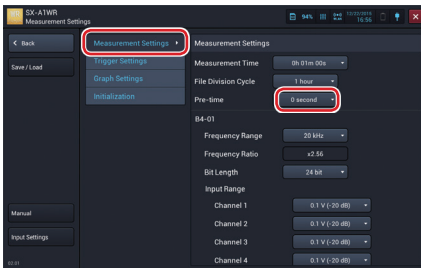 SX-A1WR
Measurement Settings
94%
16:56
< Back
Save / Load
Manual
Input Settings
Measurement Settings
Trigger Settings
Graph Settings
Initialization
Measurement Settings
Measurement Time 0h 01m 00s
File Division Cycle 1 hour
Pre-time 0 second
B4-01
Frequency Range 20 kHz
Frequency Ratio x2.56
Bit Length 24 bit
Input Range
Channel 1 0.1 V (-20 dB)
Channel 2 0.1 V (-20 dB)
Channel 3 0.1 V (-20 dB)
Channel 4 0.1 V (-20 dB)